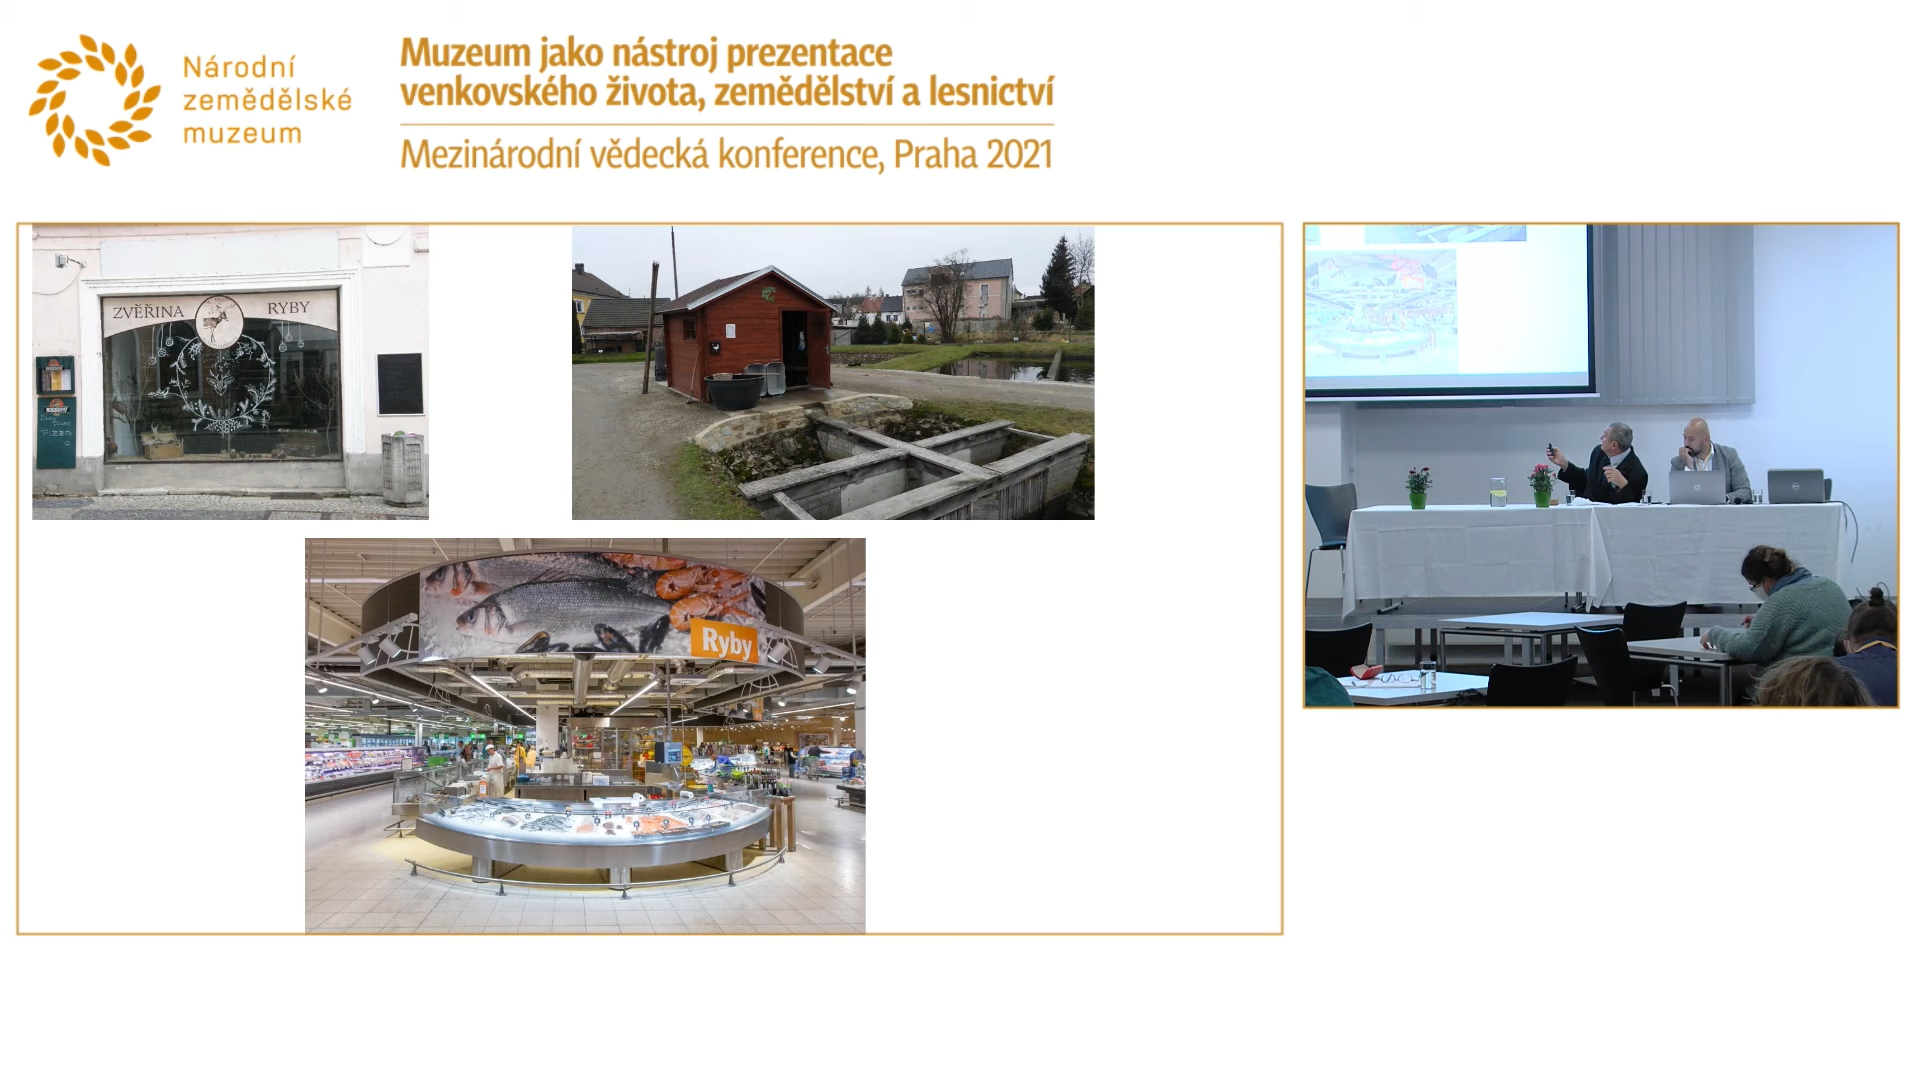 Národní
zemědělské
muzeum
Muzeum jako nástroj prezentace
venkovského života, zemědělství a lesnictví
Mezinárodní vědecká konference, Praha 2021
ZVĚŘINA
RYBY
Ryby